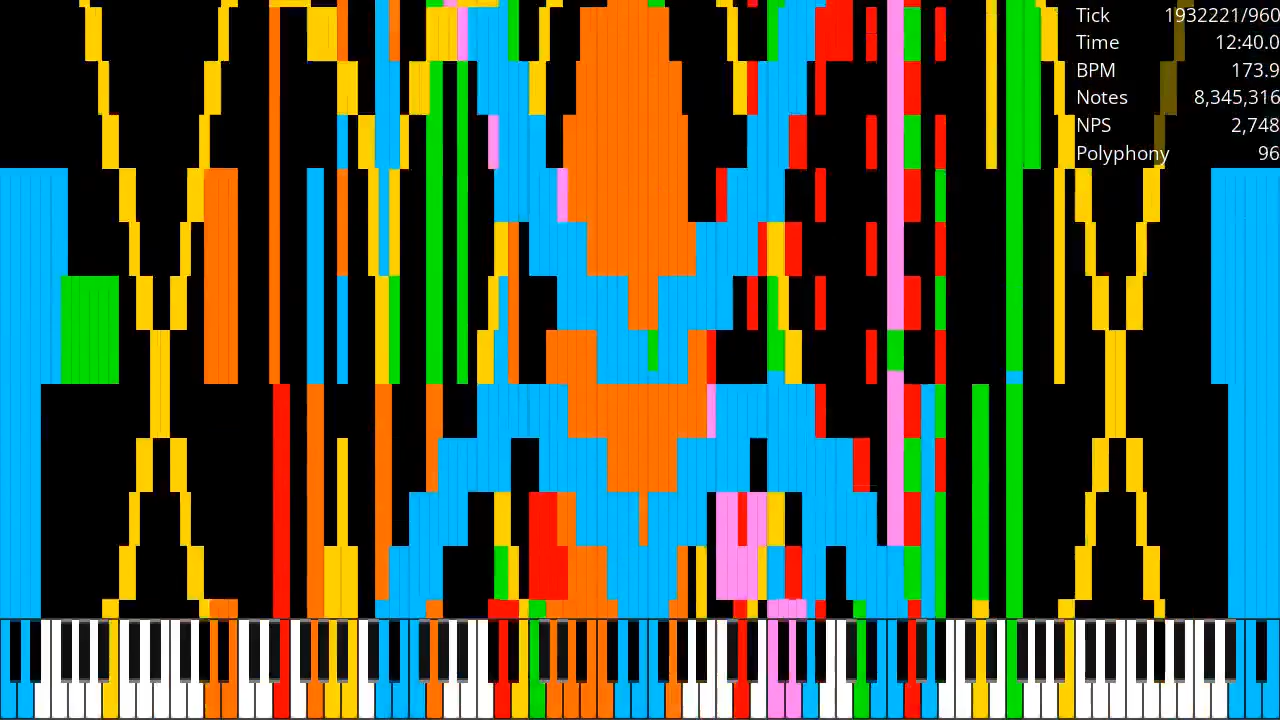 Tick 1932221/960
Time 12:40.0
BPM 173.9
Notes 8,345,316
NPS 2,748
Polyphony 96